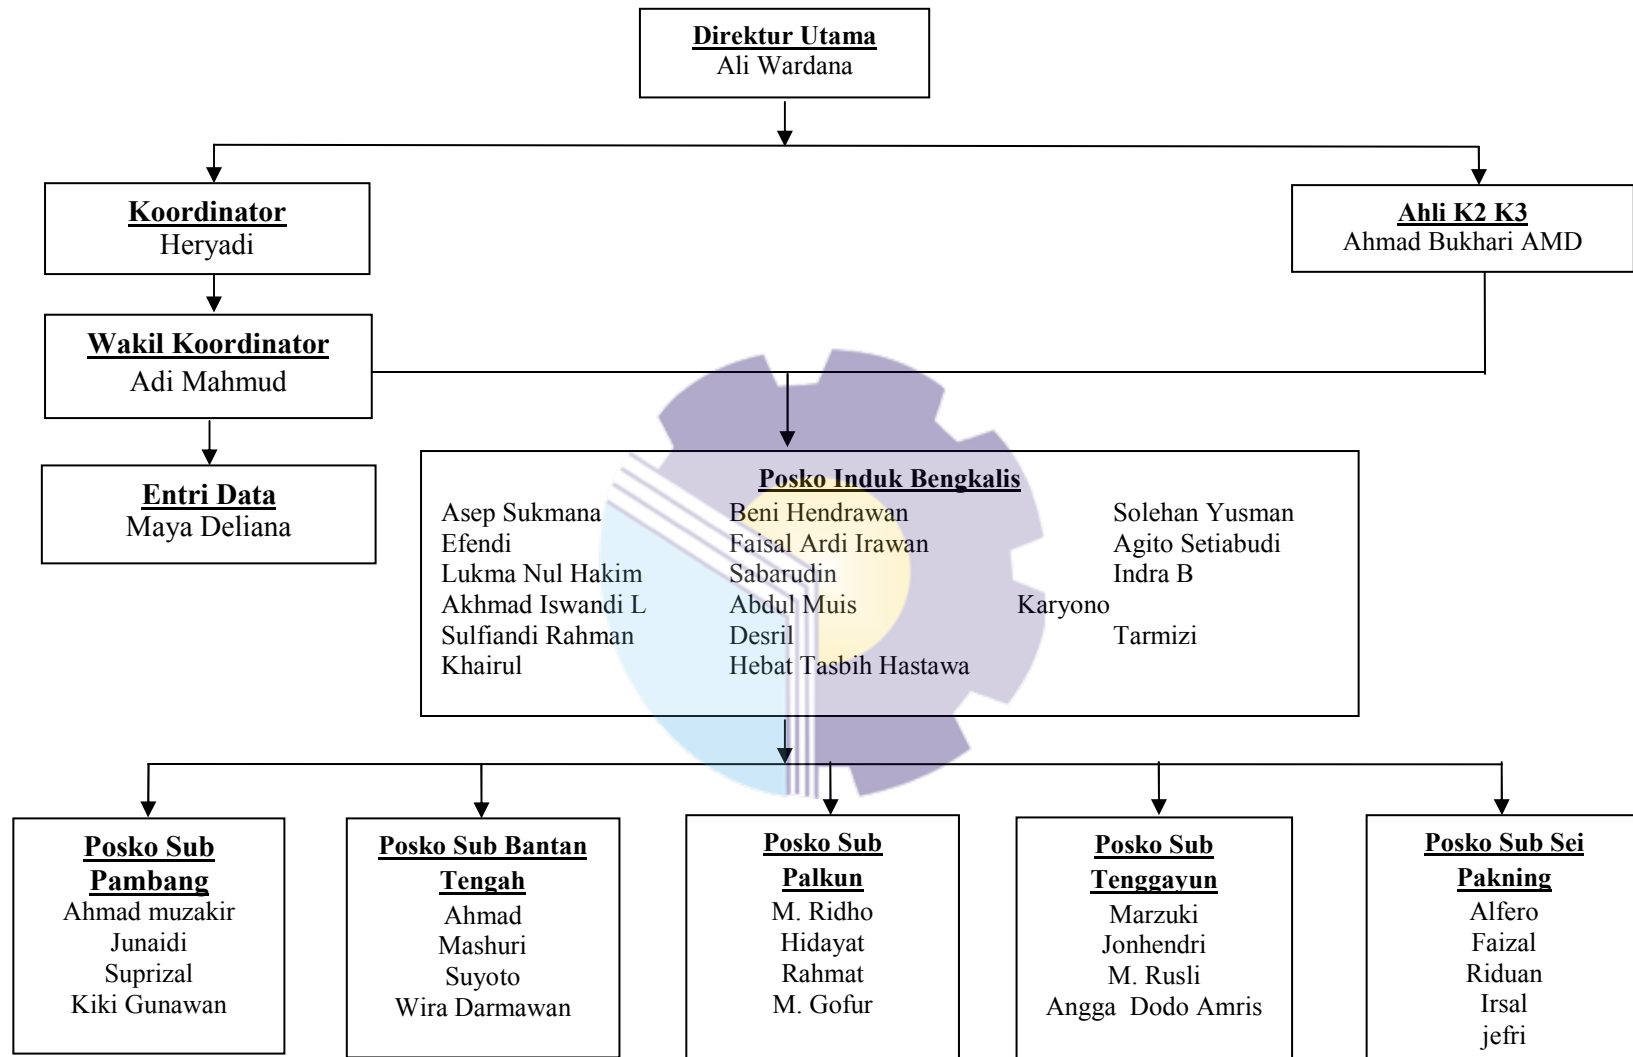 Direktur Utama
Ali Wardana
Koordinator
Heryadi
Ahli K2 K3
Ahmad Bukhari AMD
Wakil Koordinator
Adi Mahmud
Entri Data
Maya Deliana
Posko Induk Bengkalis
Asep Sukmana Beni Hendrawan Solehan Yusman
Efendi Faisal Ardi Irawan Agito Setiabudi
Lukma Nul Hakim Sabarudin Indra B
Akhmad Iswandi L Abdul Muis Karyono
Sulfiandi Rahman Desril Tarmizi
Khairul Hebat Tasbih Hastawa
Posko Sub
Pambang
Ahmad muzakir
Junaidi
Suprizal
Kiki Gunawan
Posko Sub Bantan
Tengah
Ahmad
Mashuri
Suyoto
Wira Darmawan
Posko Sub
Palkun
M. Ridho
Hidayat
Rahmat
M. Gofur
Posko Sub
Tenggayun
Marzuki
Jonhendri
M. Rusli
Angga  Dodo Amris
Posko Sub Sei
Pakning
Alfero
Faizal
Riduan
Irsal
jefri